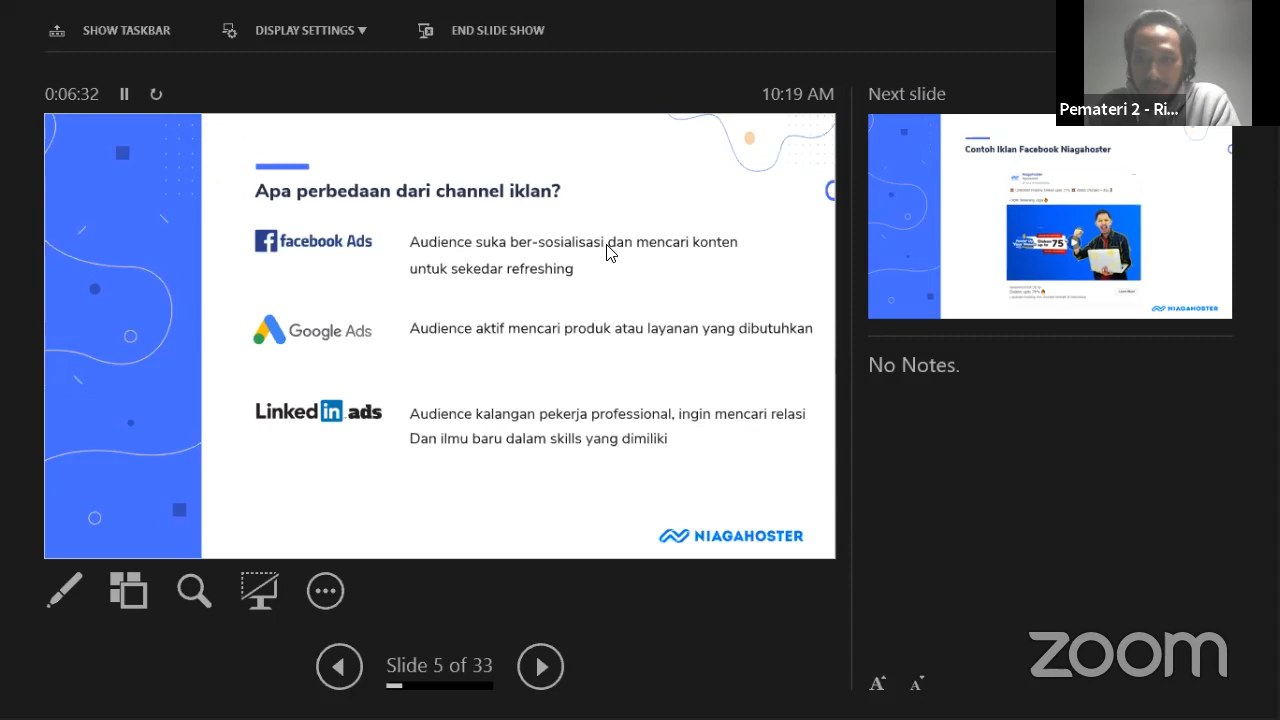 SHOW TASKBAR
DISPLAY SETTINGS ▼
END SLIDE SHOW
0:06:32
10:19 AM
Next slide
Pemateri 2 - Ri...
Apa perbedaan dari channel iklan?
facebook Ads
Audience suka ber-sosialisasi dan mencari konten
untuk sekedar refreshing
Google Ads
Audience aktif mencari produk atau layanan yang dibutuhkan
Linked in ads
Audience kalangan pekerja professional, ingin mencari relasi
Dan ilmu baru dalam skills yang dimiliki
NIAGAHOSTER
Contoh Iklan Facebook Niagahoster
Niagahoster
75
NIAGAHOSTER
No Notes.
Slide 5 of 33
A A
zoom